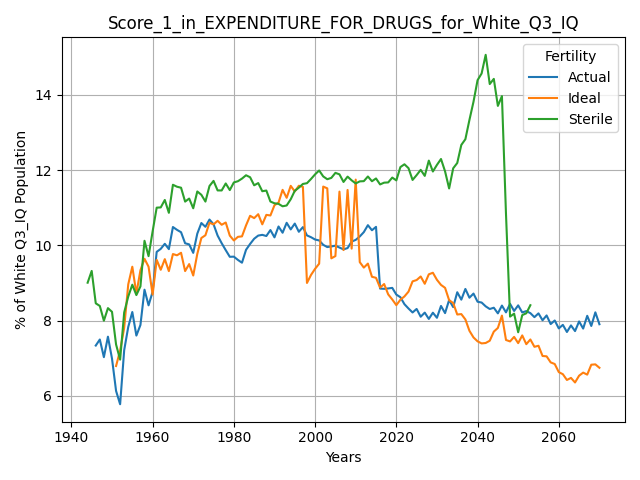 Score_1_in_EXPENDITURE_FOR_DRUGS_for_White_Q3_IQ
Fertility
Actual
Ideal
Sterile
% of White Q3_IQ Population
14
12
10
8
6
1940
1960
1980
2000
2020
2040
2060
Years